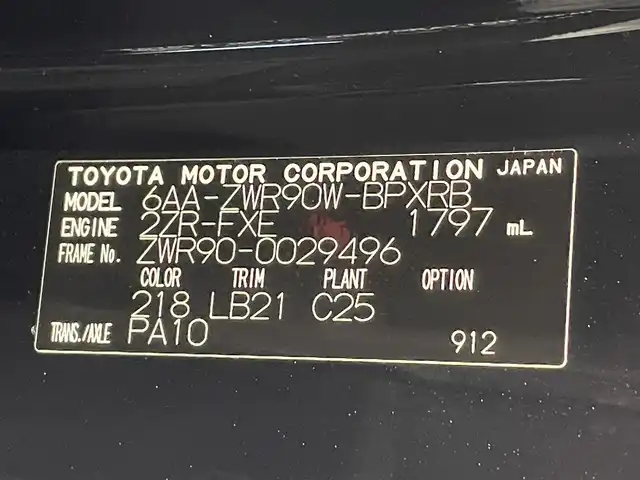 TOYOTA MOTOR CORPORATION JAPAN
MODEL 6AA-ZWR90W-BPXRB
ENGINE 2ZR-FXE 1797 mL
FRAME No. ZWR90-0029496
COLOR TRIM PLANT OPTION
218 LB21 C25
TRANS./AXLE PA10 912